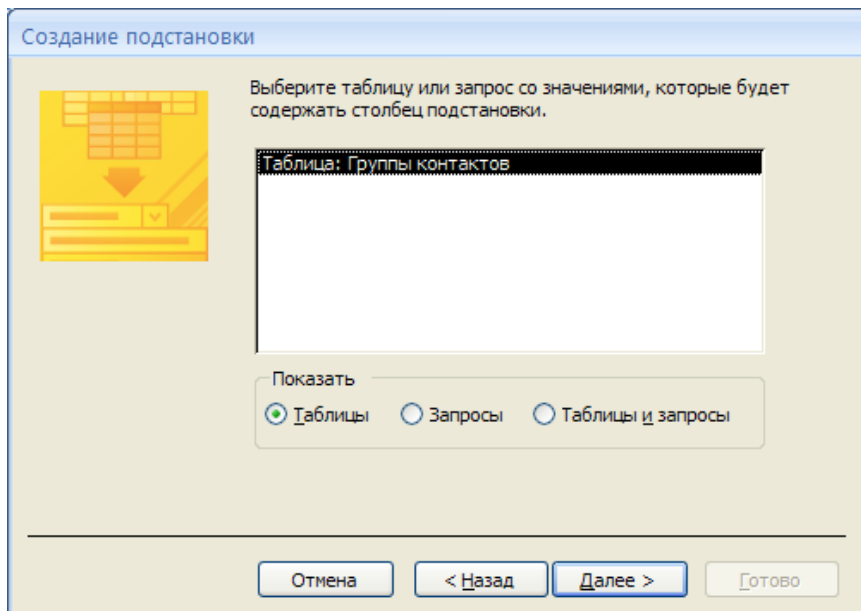 Создание подстановки
Выберите таблицу или запрос со значениями, которые будет
содержать столбец подстановки.
Таблица: Группы контактов
Показать
Таблицы Запросы Таблицы и запросы
Отмена < Назад Далее > Готово